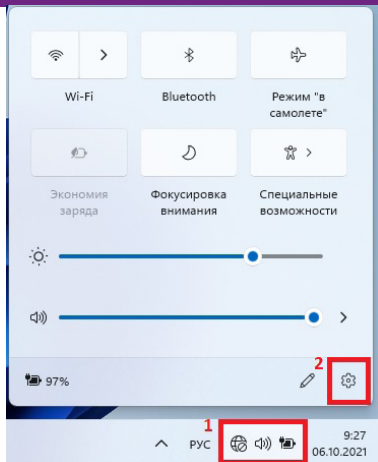 Wi-Fi
Bluetooth
Режим "в
самолете"
Экономия
заряда
Фокусировка
внимания
Специальные
возможности
97%
2
1
РУС
9:27
06.10.2021